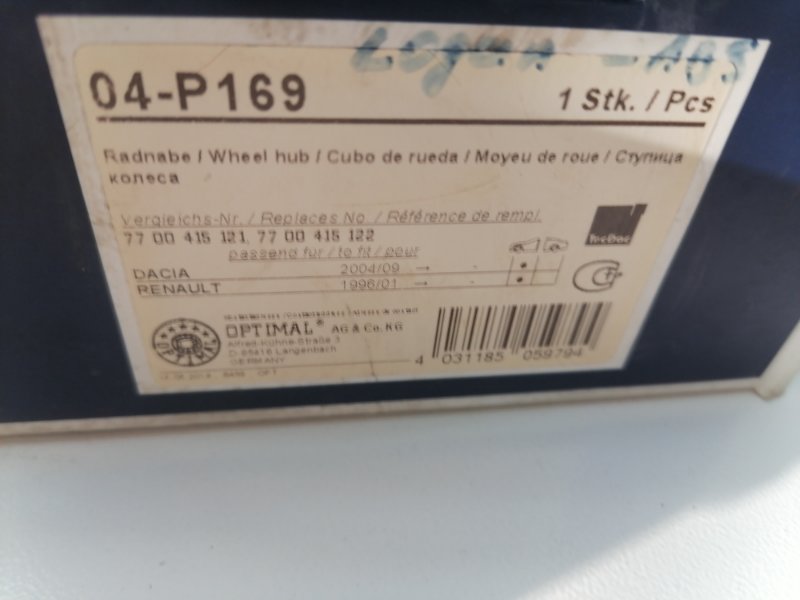 Logan - ABS
04-P169
1 Stk. / Pcs
Radnabe / Wheel hub / Cubo de rueda / Moyeu de roue / Ступица
колеса
Vergleichs-Nr. / Replaces No. / Référence de rempl.
77 00 415 121, 77 00 415 122
passend für / to fit / pour
DACIA 2004/09 → -
RENAULT 1996/01 → -
TecDoc
OPTIMAL® AG & Co. KG
Alfred-Kühne-Straße 3
D-85416 Langenbach
GERMANY
4 031185 059794